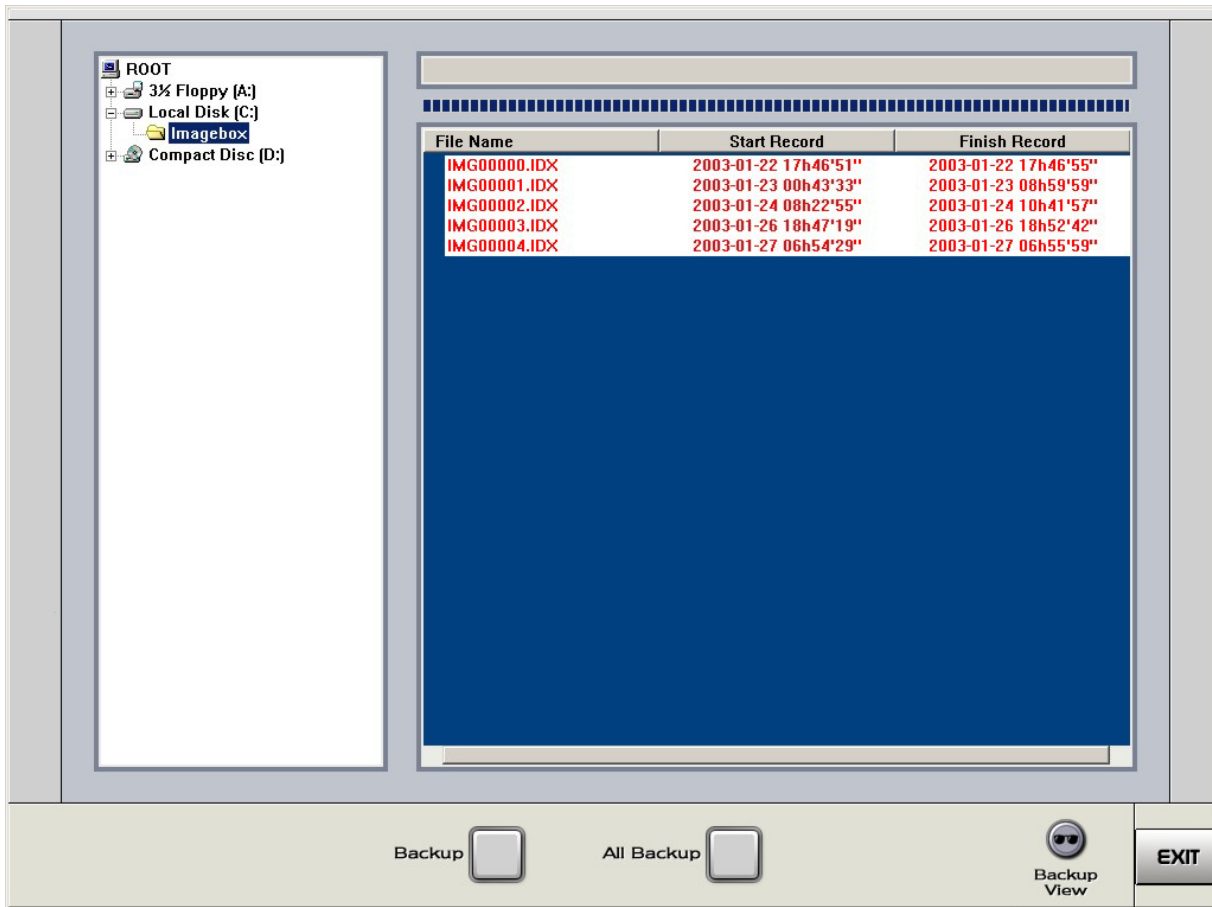 ROOT
3½ Floppy (A:)
Local Disk (C:)
Imagebox
Compact Disc (D:)
File Name Start Record Finish Record
IMG00000.IDX 2003-01-22 17h46'51'' 2003-01-22 17h46'55''
IMG00001.IDX 2003-01-23 00h43'33'' 2003-01-23 08h59'59''
IMG00002.IDX 2003-01-24 08h22'55'' 2003-01-24 10h41'57''
IMG00003.IDX 2003-01-26 18h47'19'' 2003-01-26 18h52'42''
IMG00004.IDX 2003-01-27 06h54'29'' 2003-01-27 06h55'59''
Backup All Backup
Backup
View
EXIT